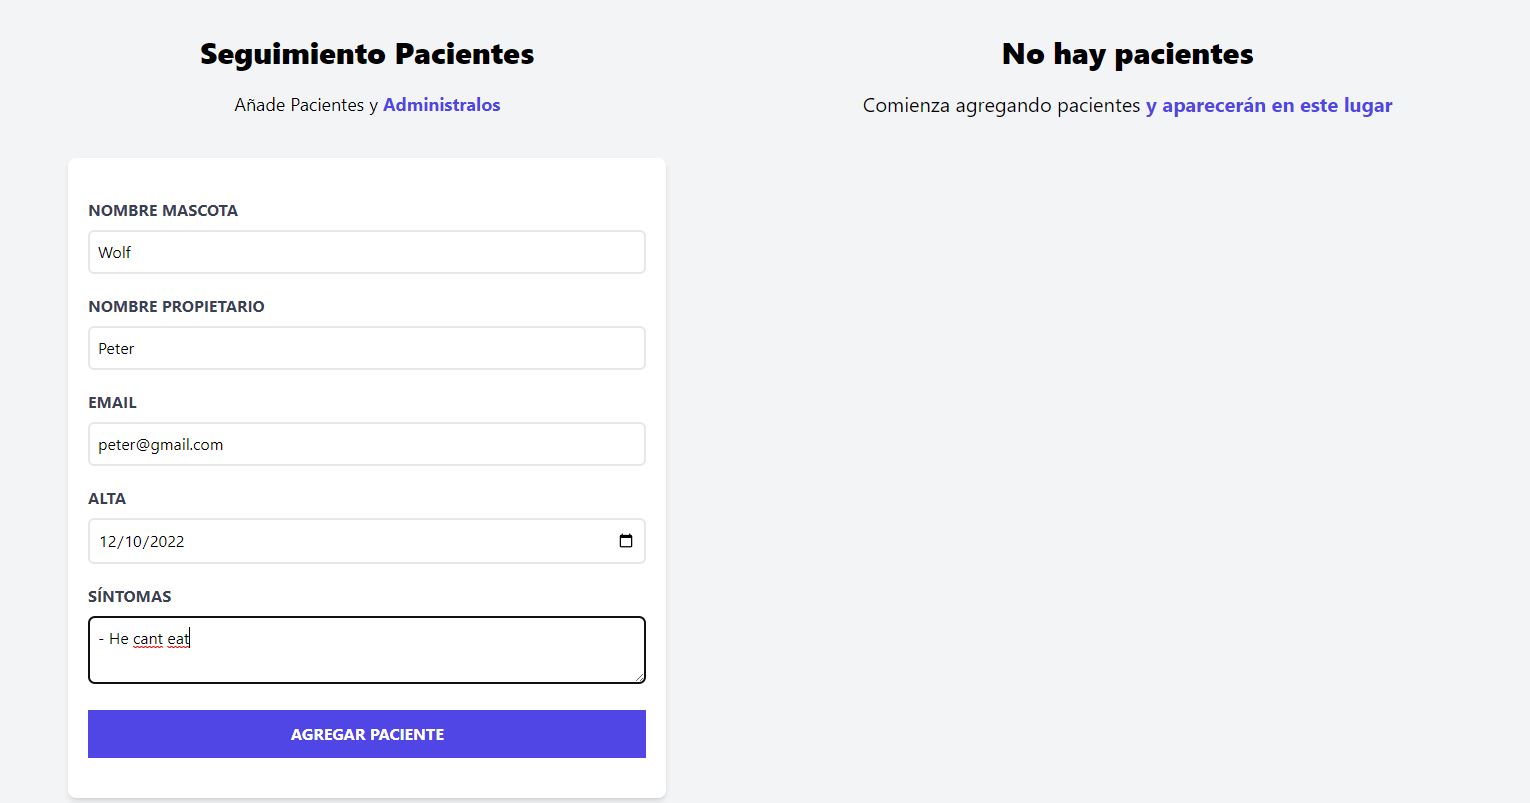 Seguimiento Pacientes
Añade Pacientes y Administralos
NOMBRE MASCOTA
Wolf
NOMBRE PROPIETARIO
Peter
EMAIL
peter@gmail.com
ALTA
12/10/2022
SÍNTOMAS
- He cant eat
AGREGAR PACIENTE
No hay pacientes
Comienza agregando pacientes y aparecerán en este lugar